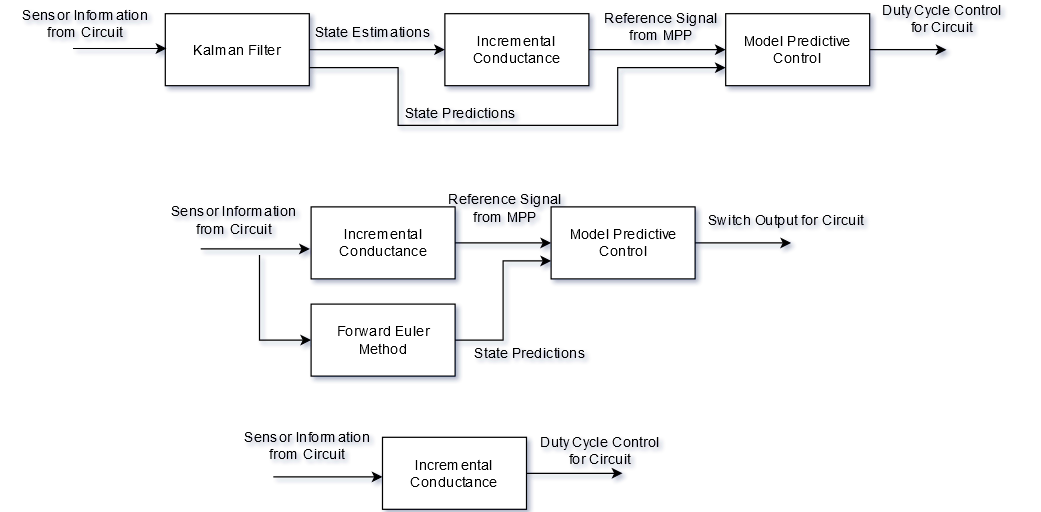 Sensor Information
from Circuit
Kalman Filter
State Estimations
State Predictions
Incremental
Conductance
Reference Signal
from MPP
Model Predictive
Control
Duty Cycle Control
for Circuit
Sensor Information
from Circuit
Incremental
Conductance
Forward Euler
Method
Reference Signal
from MPP
State Predictions
Model Predictive
Control
Switch Output for Circuit
Sensor Information
from Circuit
Incremental
Conductance
Duty Cycle Control
for Circuit